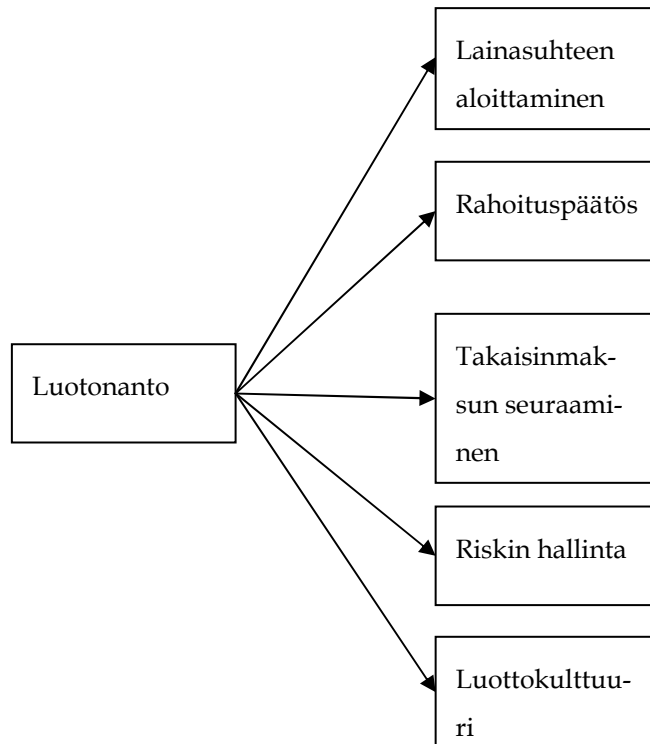 Lainasuhteen
aloittaminen
Rahoituspäätös
Takaisinmak-
sun seuraami-
nen
Luotonanto
Riskin hallinta
Luottokulttuu-
ri